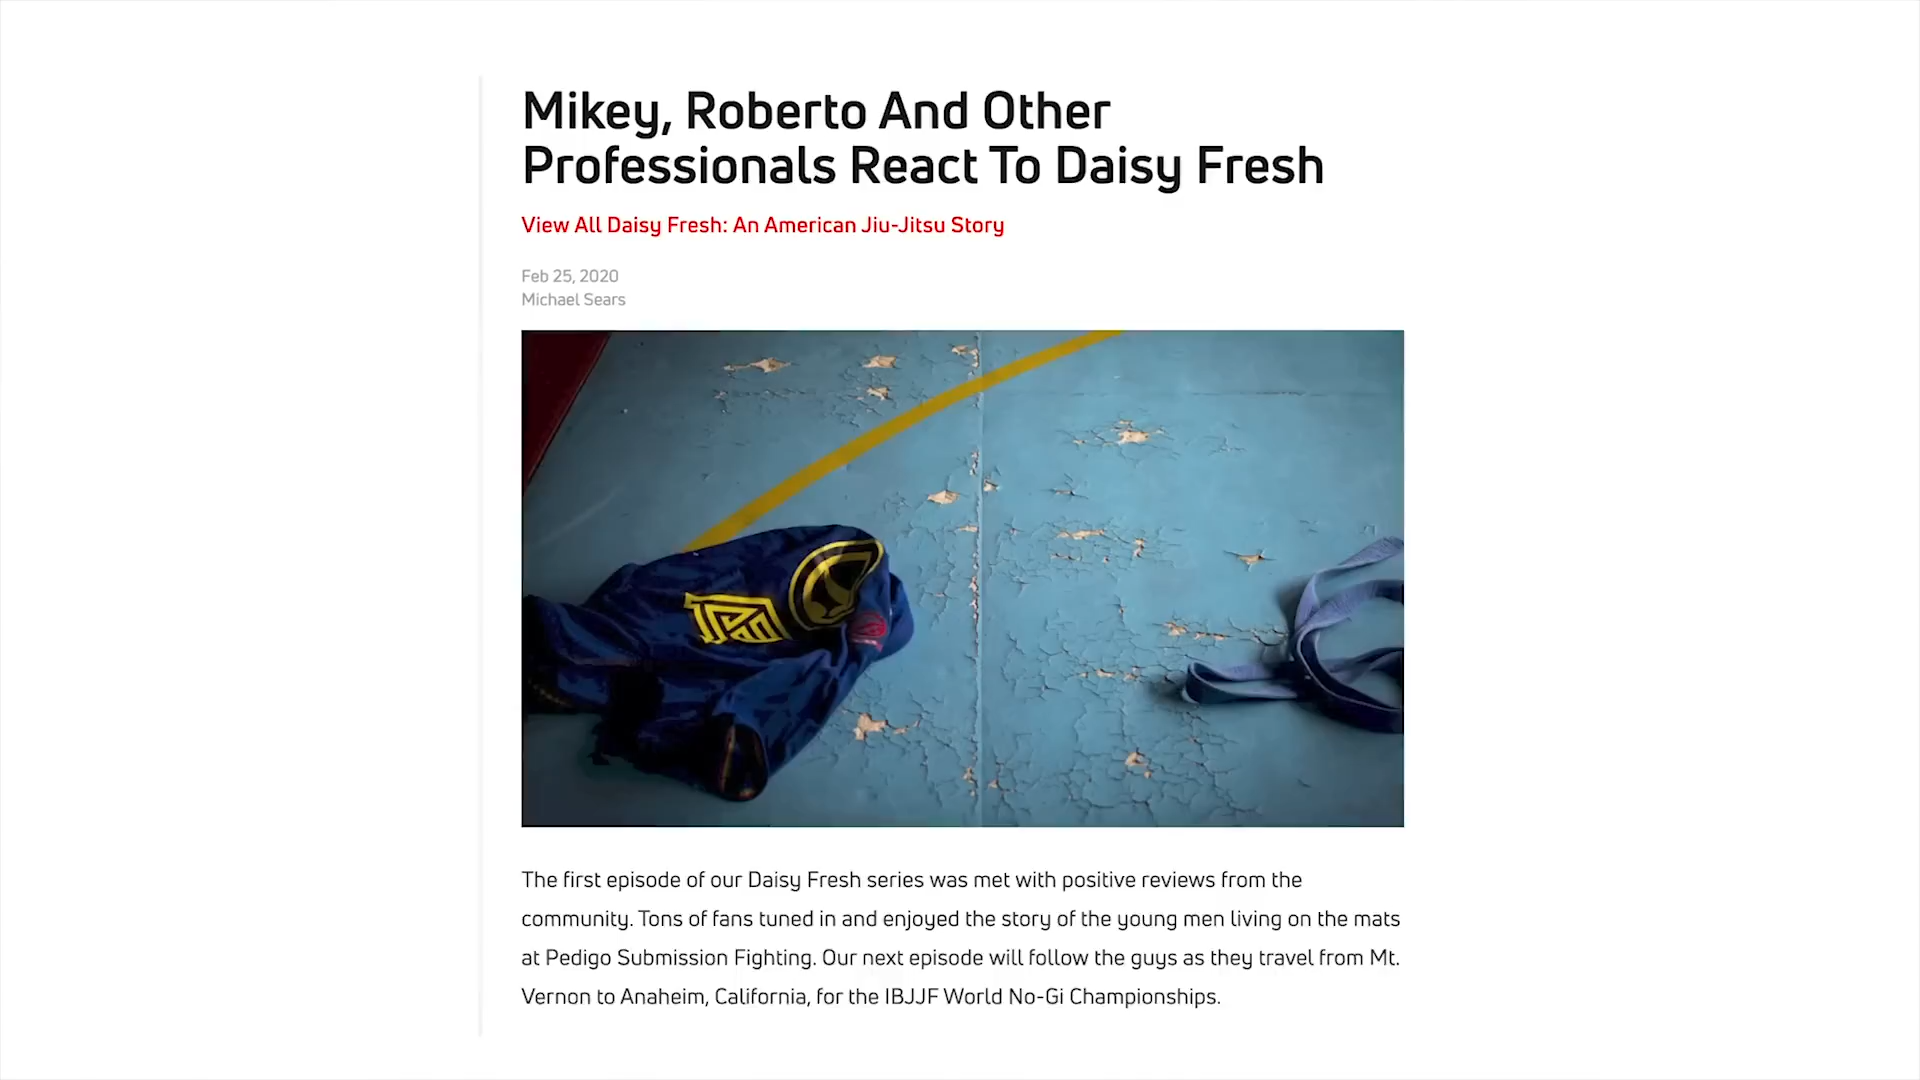 Mikey, Roberto And Other
Professionals React To Daisy Fresh
View All Daisy Fresh: An American Jiu-Jitsu Story
Feb 25, 2020
Michael Sears
The first episode of our Daisy Fresh series was met with positive reviews from the
community. Tons of fans tuned in and enjoyed the story of the young men living on the mats
at Pedigo Submission Fighting. Our next episode will follow the guys as they travel from Mt.
Vernon to Anaheim, California, for the IBJJF World No-Gi Championships.